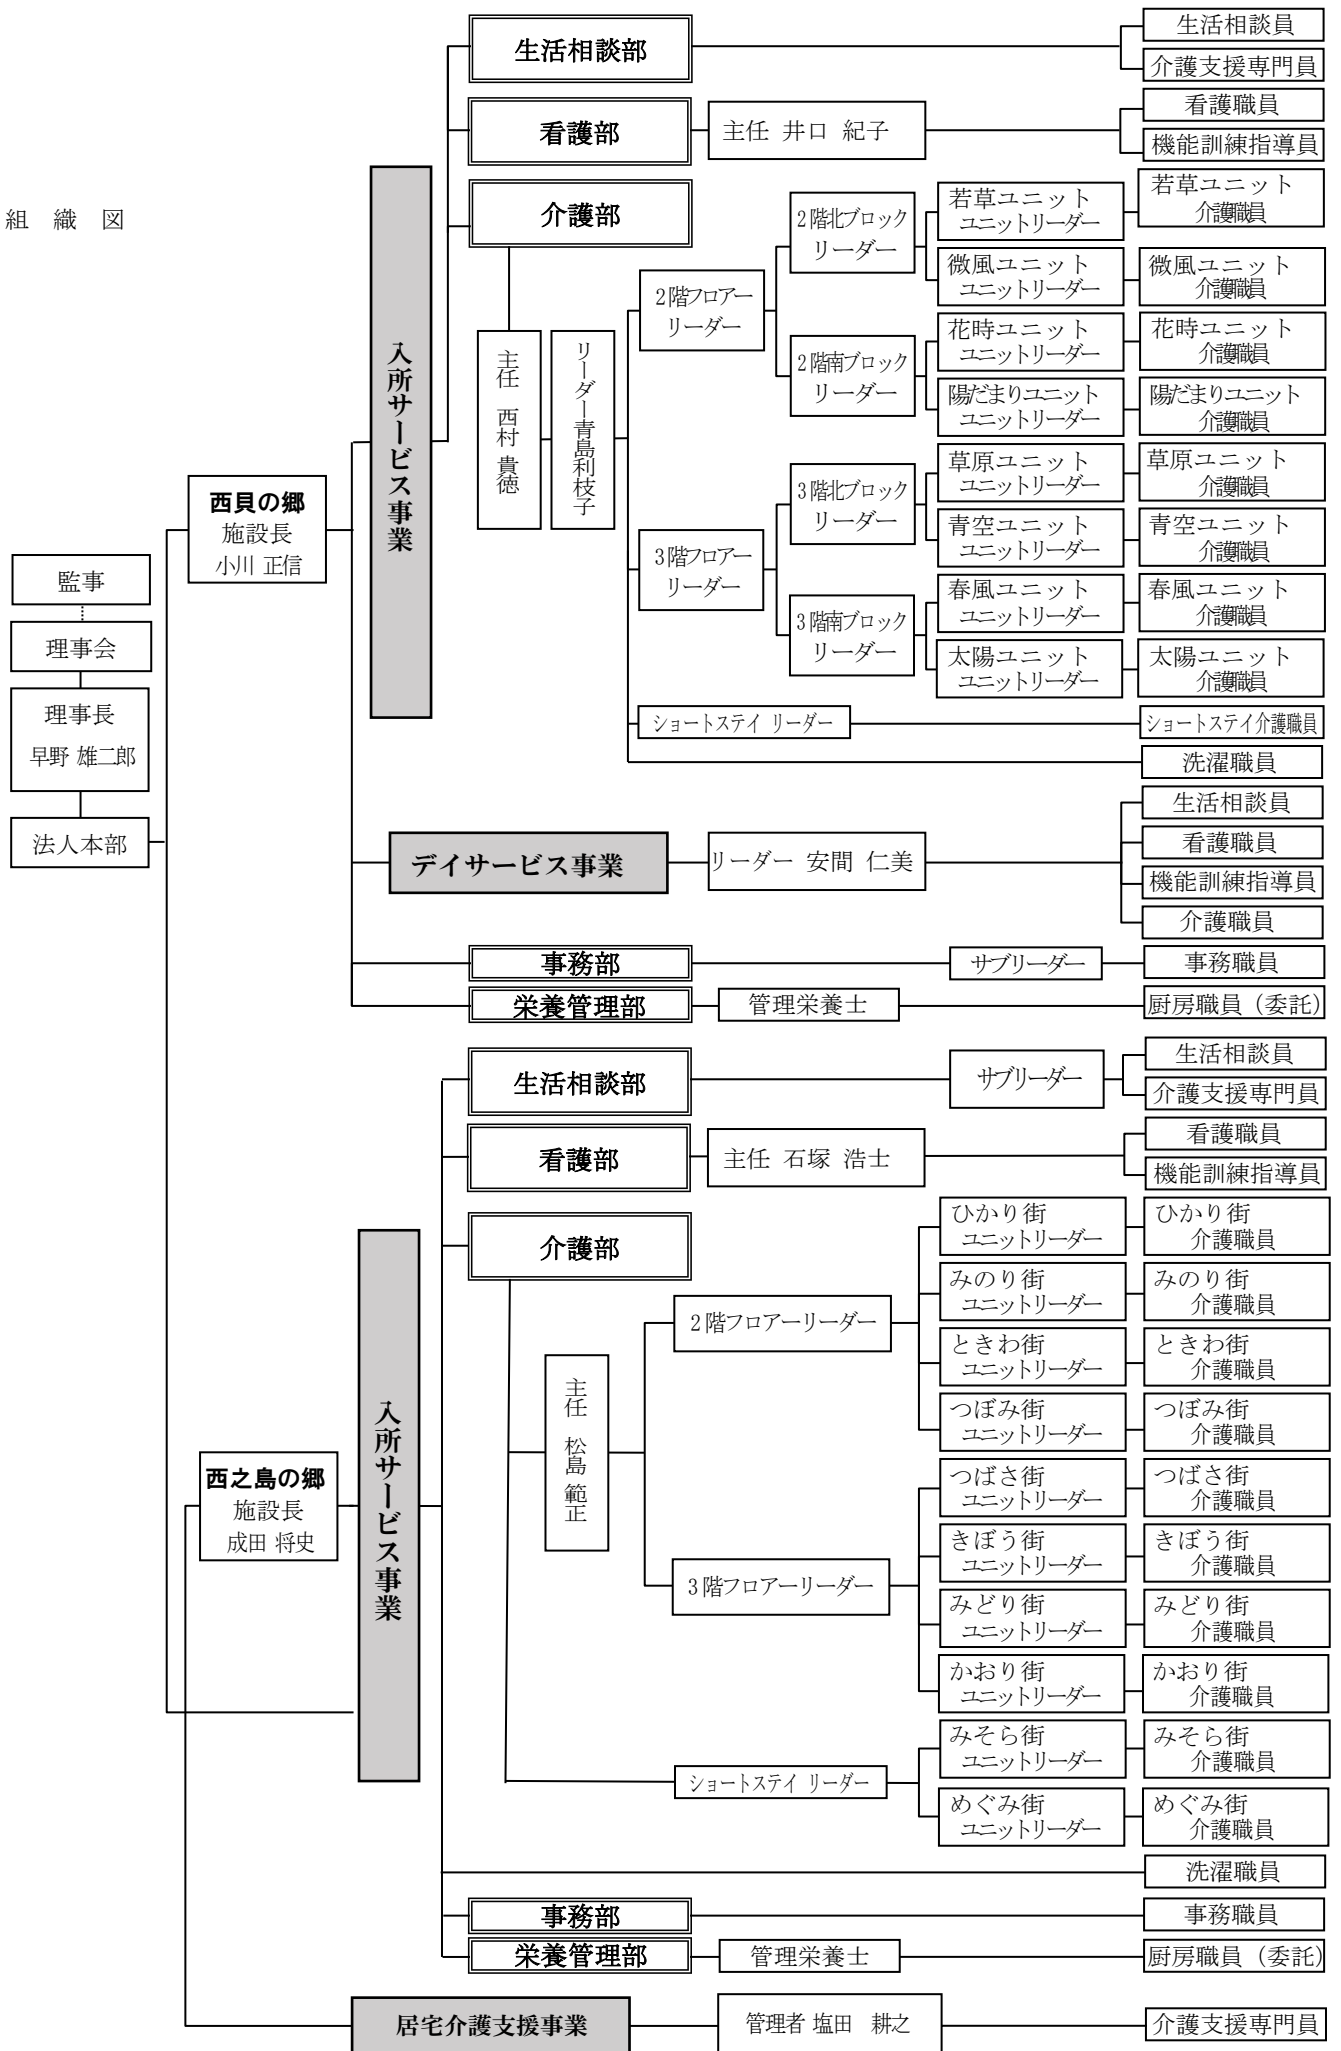 組 織 図
監事
理事会
理事長
早野 雄二郎
法人本部
西貝の郷
施設長
小川 正信
入所サービス事業
生活相談部
生活相談員
介護支援専門員
看護部
主任 井口 紀子
看護職員
機能訓練指導員
介護部
主任 西村 貴徳
リーダー青島利枝子
2階フロアー
リーダー
2階北ブロック
リーダー
若草ユニット
ユニットリーダー
若草ユニット
介護職員
微風ユニット
ユニットリーダー
微風ユニット
介護職員
2階南ブロック
リーダー
花時ユニット
ユニットリーダー
花時ユニット
介護職員
陽だまりユニット
ユニットリーダー
陽だまりユニット
介護職員
3階フロアー
リーダー
3階北ブロック
リーダー
草原ユニット
ユニットリーダー
草原ユニット
介護職員
青空ユニット
ユニットリーダー
青空ユニット
介護職員
3階南ブロック
リーダー
春風ユニット
ユニットリーダー
春風ユニット
介護職員
太陽ユニット
ユニットリーダー
太陽ユニット
介護職員
ショートステイ リーダー
ショートステイ介護職員
洗濯職員
デイサービス事業
リーダー 安間 仁美
生活相談員
看護職員
機能訓練指導員
介護職員
事務部
サブリーダー
事務職員
栄養管理部
管理栄養士
厨房職員（委託）
西之島の郷
施設長
成田 将史
入所サービス事業
生活相談部
サブリーダー
生活相談員
介護支援専門員
看護部
主任 石塚 浩士
看護職員
機能訓練指導員
介護部
主任 松島 範正
2階フロアーリーダー
ひかり街
ユニットリーダー
ひかり街
介護職員
みのり街
ユニットリーダー
みのり街
介護職員
ときわ街
ユニットリーダー
ときわ街
介護職員
つぼみ街
ユニットリーダー
つぼみ街
介護職員
3階フロアーリーダー
つばさ街
ユニットリーダー
つばさ街
介護職員
きぼう街
ユニットリーダー
きぼう街
介護職員
みどり街
ユニットリーダー
みどり街
介護職員
かおり街
ユニットリーダー
かおり街
介護職員
ショートステイ リーダー
みそら街
ユニットリーダー
みそら街
介護職員
めぐみ街
ユニットリーダー
めぐみ街
介護職員
洗濯職員
事務部
事務職員
栄養管理部
管理栄養士
厨房職員（委託）
居宅介護支援事業
管理者 塩田 耕之
介護支援専門員